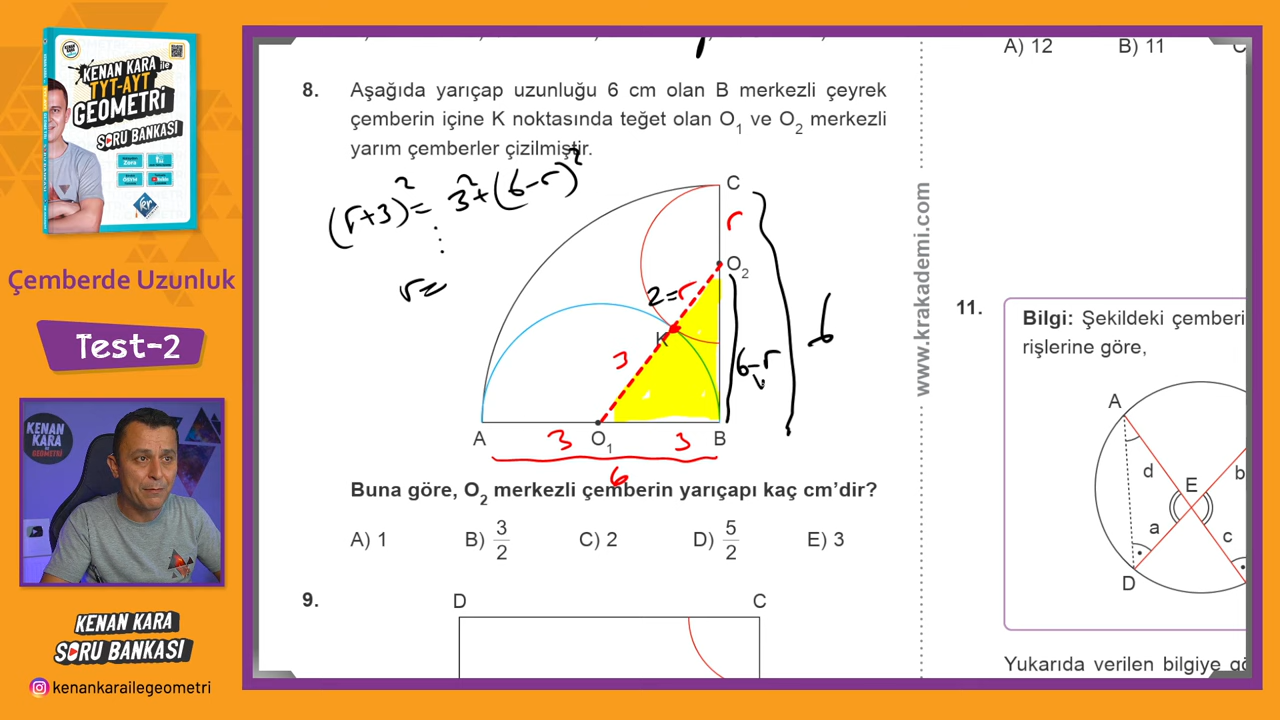 KENAN KARA ile
TYT-AYT
GEOMETRİ
SORU BANKASI
Çemberde Uzunluk
Test-2
KENAN KARA
SORU BANKASI
kenankarailegeometri
8. Aşağıda yarıçap uzunluğu 6 cm olan B merkezli çeyrek
çemberin içine K noktasında teğet olan O1 ve O2 merkezli
yarım çemberler çizilmiştir.
(r+3)² = 3² + (6-r)²
⋮
r=
C
r
O2
2=r
K
3
6-r
6
A 3 O1 3 B
6
Buna göre, O2 merkezli çemberin yarıçapı kaç cm'dir?
A) 1 B) 3/2 C) 2 D) 5/2 E) 3
9.
D C
www.krakademi.com
A) 12 B) 11 C
11.
Bilgi: Şekildeki çemberi
rişlerine göre,
A
d
E
b
a
c
D
Yukarıda verilen bilgiye gö